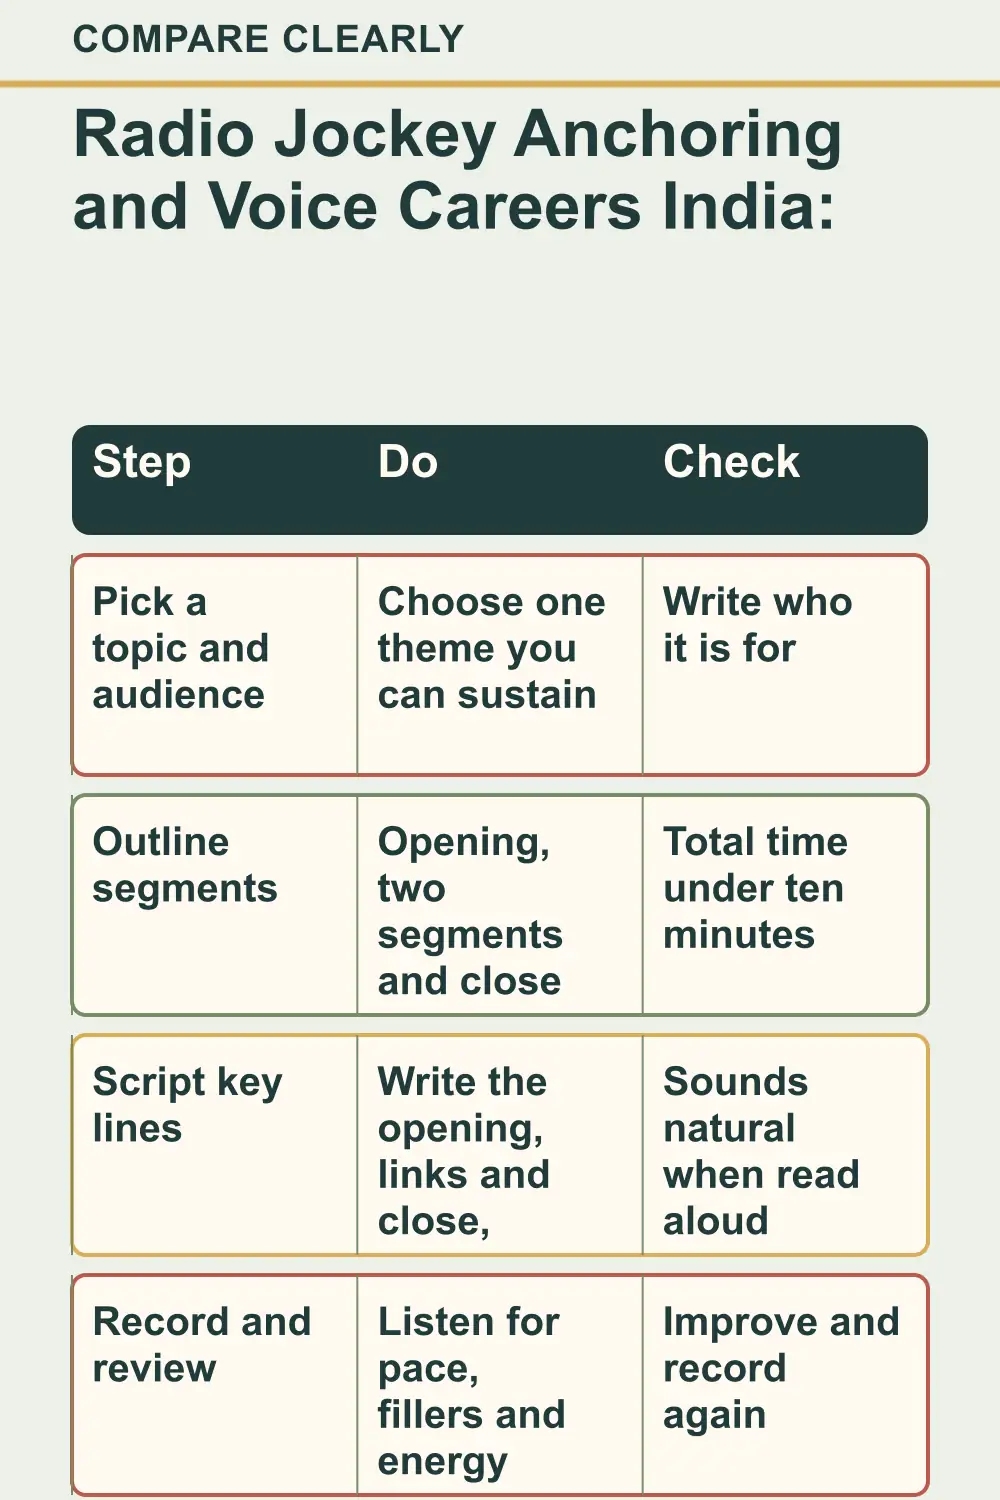 COMPARE CLEARLY
Radio Jockey Anchoring
and Voice Careers India:
Step
Do
Check
Pick a
topic and
audience
Choose one
theme you
can sustain
Write who
it is for
Outline
segments
Opening,
two
segments
and close
Total time
under ten
minutes
Script key
lines
Write the
opening,
links and
close,
Sounds
natural
when read
aloud
Record and
review
Listen for
pace,
fillers and
energy
Improve and
record
again